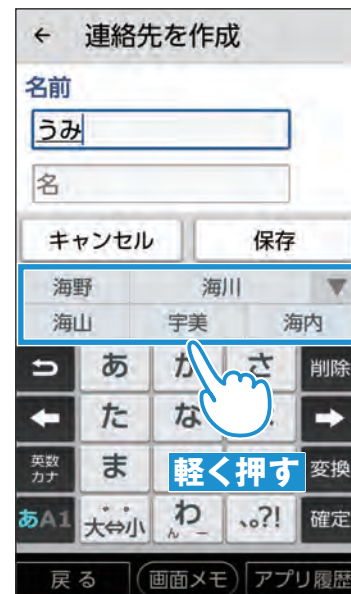 ← 連絡先を作成
名前
うみ
名
キャンセル 保存
海野 海川 ▼
海山 宇美 海内
あ か さ 削除
た な
英数カナ ま 軽く押す 変換
あA1 大⇔小 わ ん ー 、。?! 確定
戻る 画面メモ アプリ履歴